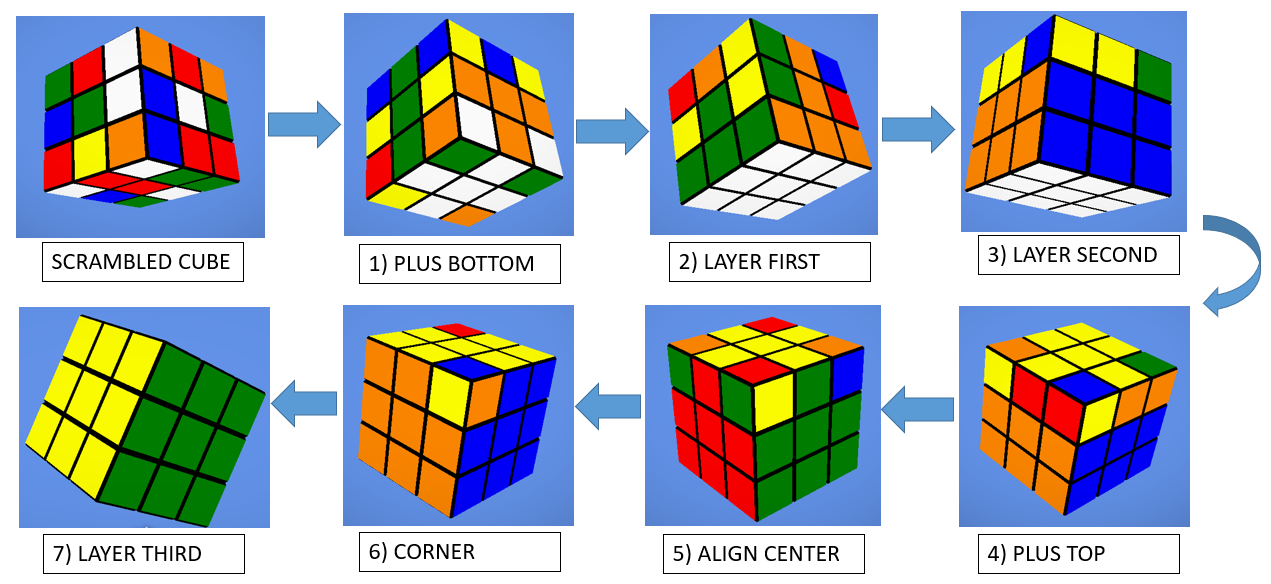 SCRAMBLED CUBE
1) PLUS BOTTOM
2) LAYER FIRST
3) LAYER SECOND
4) PLUS TOP
5) ALIGN CENTER
6) CORNER
7) LAYER THIRD